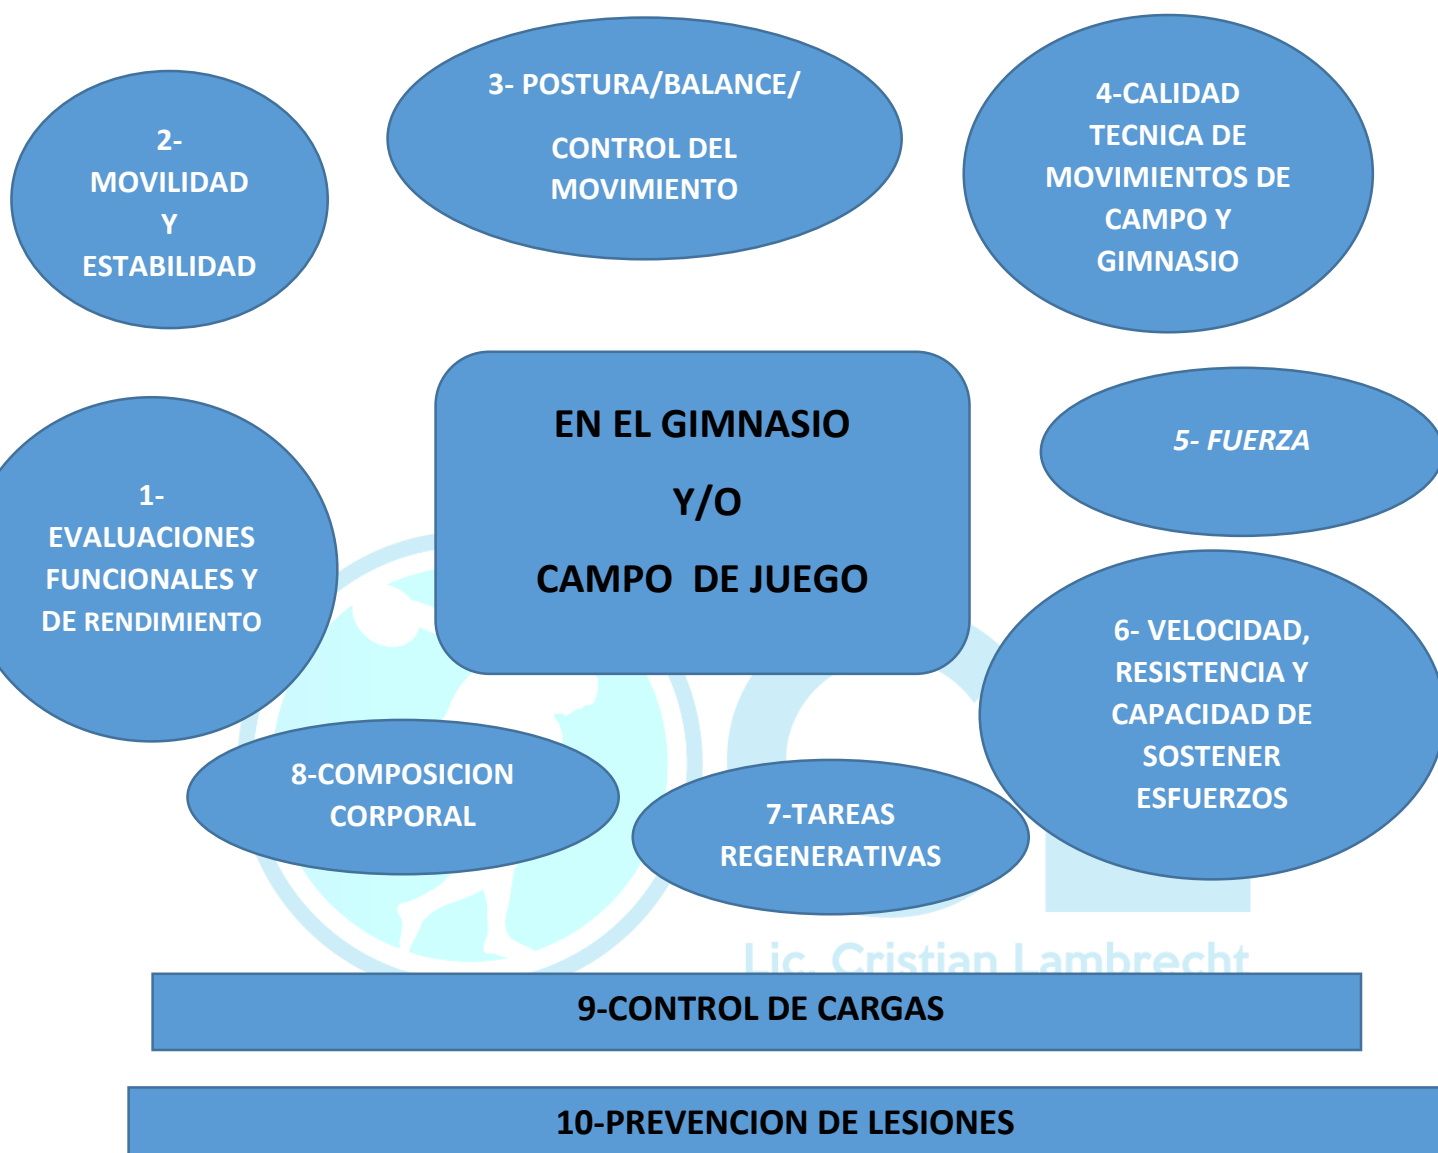 3- POSTURA/BALANCE/
CONTROL DEL
MOVIMIENTO
4-CALIDAD
TECNICA DE
MOVIMIENTOS DE
CAMPO Y
GIMNASIO
2-
MOVILIDAD
Y
ESTABILIDAD
EN EL GIMNASIO
Y/O
CAMPO DE JUEGO
5- FUERZA
1-
EVALUACIONES
FUNCIONALES Y
DE RENDIMIENTO
6- VELOCIDAD,
RESISTENCIA Y
CAPACIDAD DE
SOSTENER
ESFUERZOS
8-COMPOSICION
CORPORAL
7-TAREAS
REGENERATIVAS
Lic. Cristian Lambrecht
9-CONTROL DE CARGAS
10-PREVENCION DE LESIONES